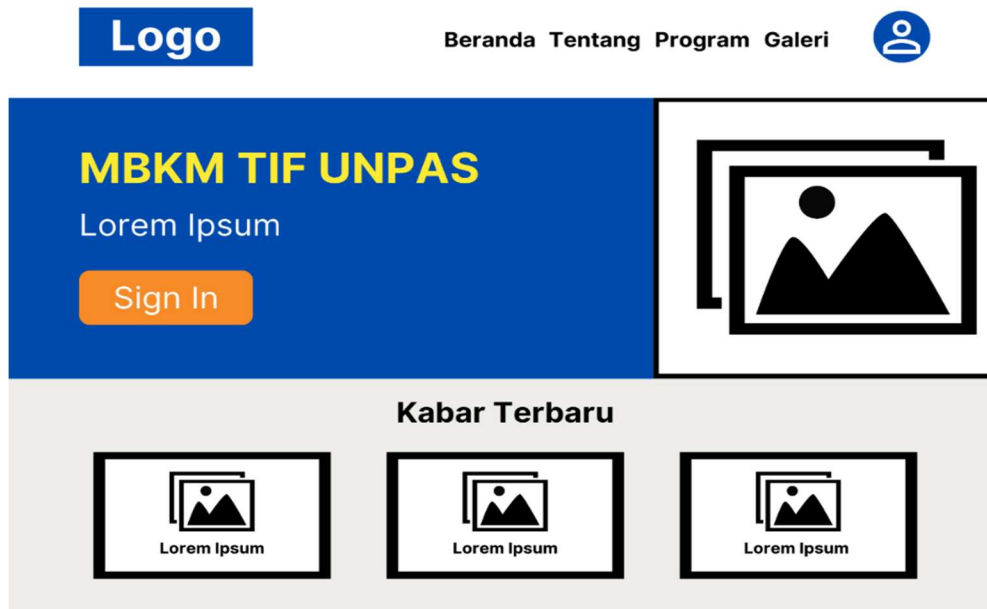 Logo
Beranda Tentang Program Galeri
MBKM TIF UNPAS
Lorem Ipsum
Sign In
Kabar Terbaru
Lorem Ipsum
Lorem Ipsum
Lorem Ipsum